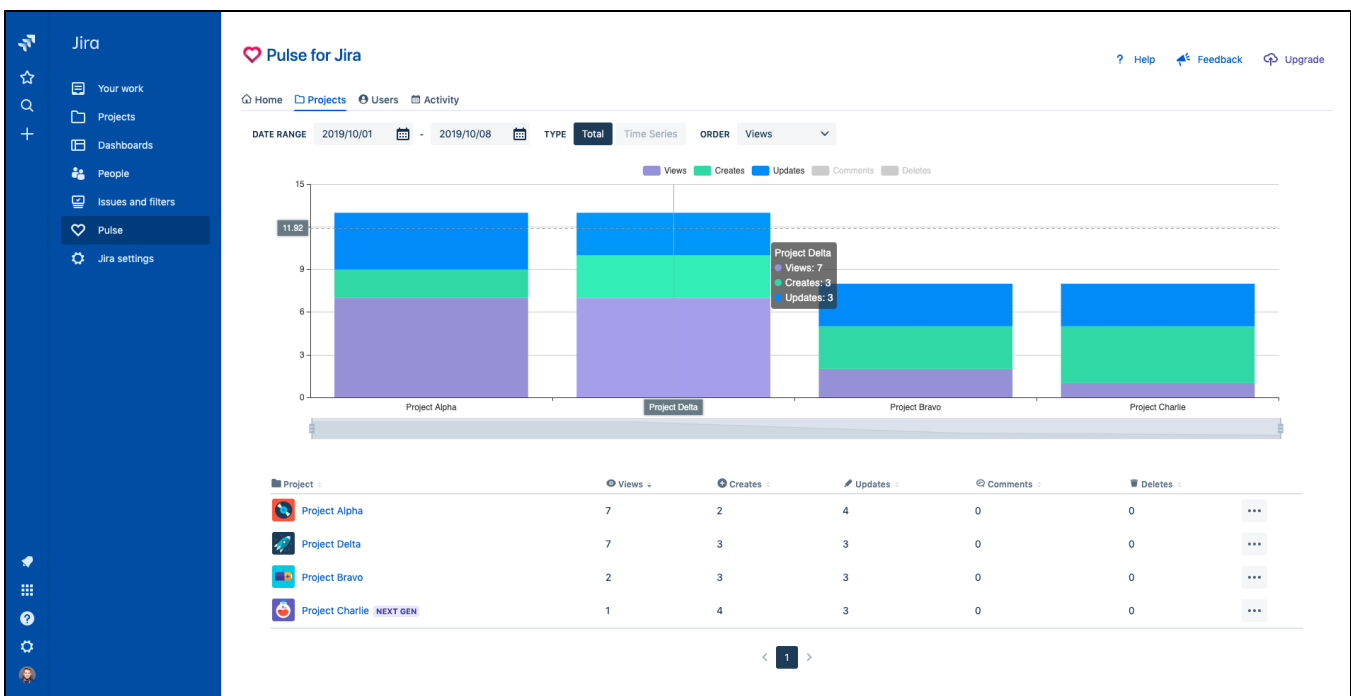 Jira
Your work
Projects
Dashboards
People
Issues and filters
Pulse
Jira settings
Pulse for Jira
? Help Feedback Upgrade
Home Projects Users Activity
DATE RANGE 2019/10/01 - 2019/10/08 TYPE Total Time Series ORDER Views
Views Creates Updates Comments Deletes
15
11.92
9
6
3
0
Project Delta
Views: 7
Creates: 3
Updates: 3
Project Alpha Project Delta Project Bravo Project Charlie
Project Views Creates Updates Comments Deletes
Project Alpha 7 2 4 0 0
Project Delta 7 3 3 0 0
Project Bravo 2 3 3 0 0
Project Charlie NEXT GEN 1 4 3 0 0
< 1 >